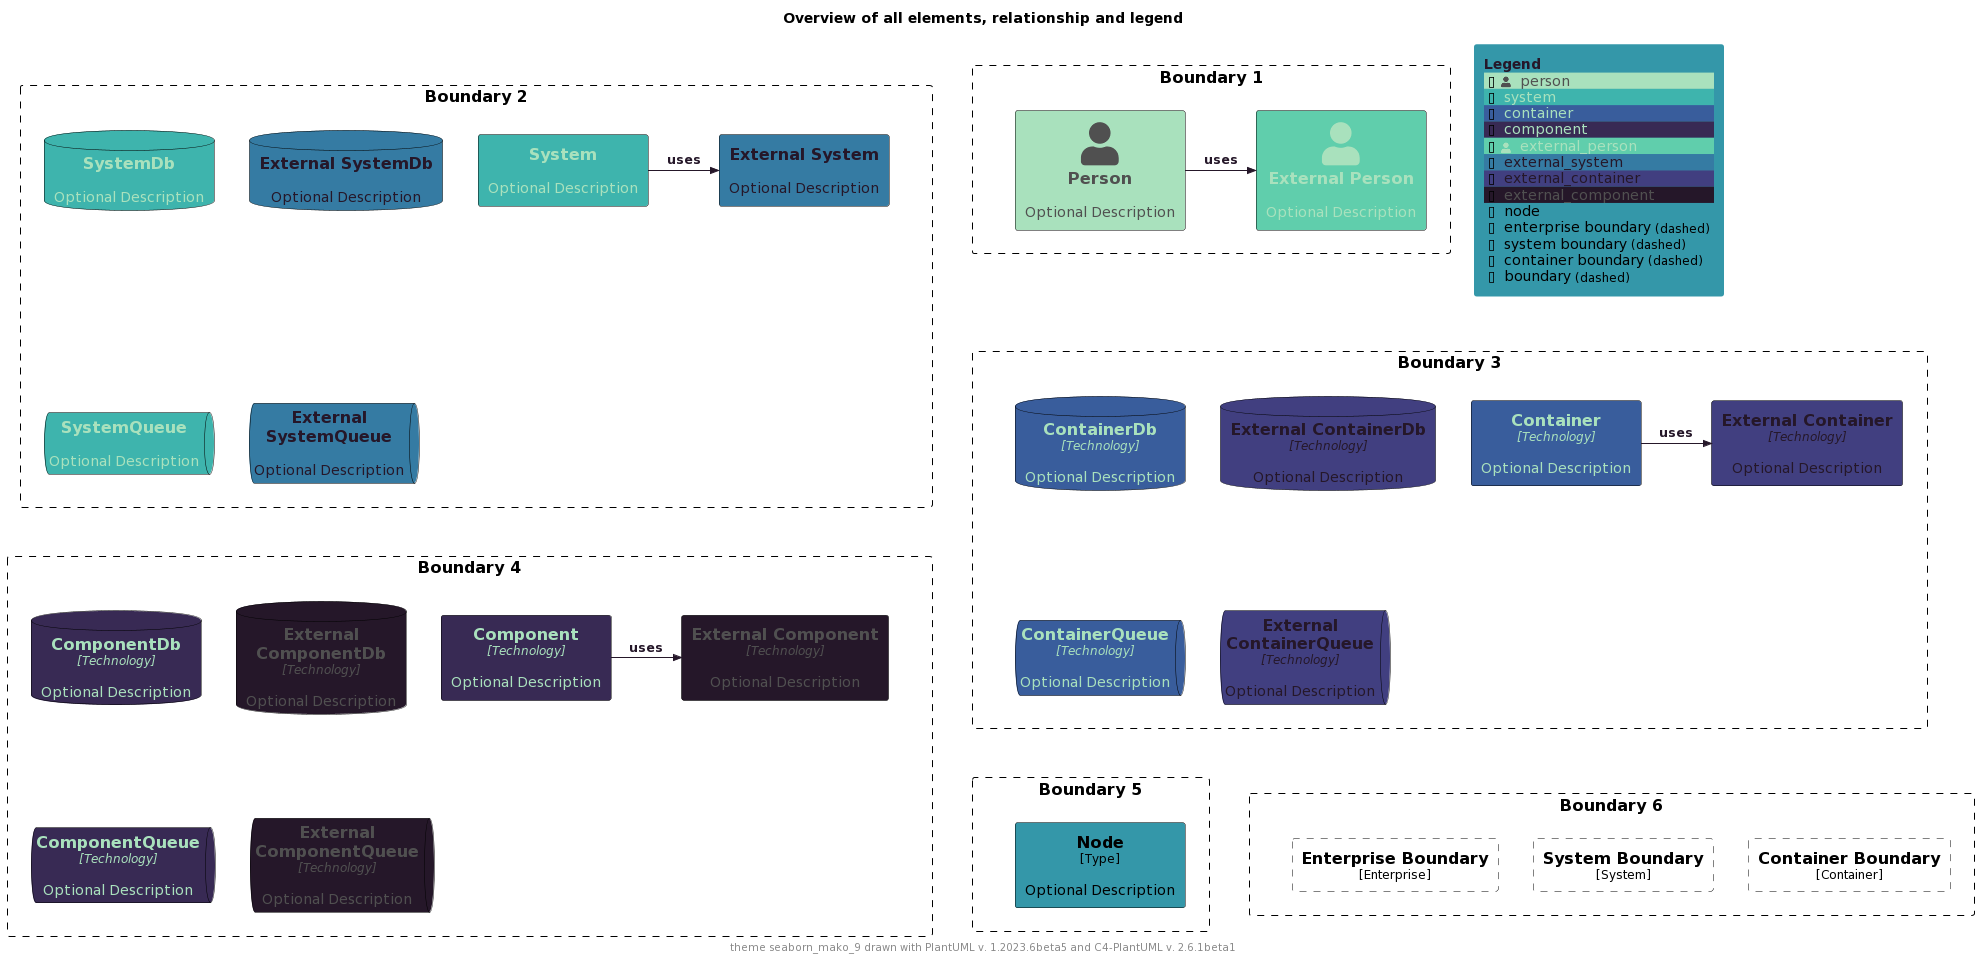 Overview of all elements, relationship and legend
Boundary 2
SystemDb
Optional Description
External SystemDb
Optional Description
System
Optional Description
uses
External System
Optional Description
SystemQueue
Optional Description
External
SystemQueue
Optional Description
Boundary 1
Person
Optional Description
uses
External Person
Optional Description
Legend
person
system
container
component
external_person
external_system
external_container
external_component
node
enterprise boundary (dashed)
system boundary (dashed)
container boundary (dashed)
boundary (dashed)
Boundary 3
ContainerDb
[Technology]
Optional Description
External ContainerDb
[Technology]
Optional Description
Container
[Technology]
Optional Description
uses
External Container
[Technology]
Optional Description
ContainerQueue
[Technology]
Optional Description
External
ContainerQueue
[Technology]
Optional Description
Boundary 4
ComponentDb
[Technology]
Optional Description
External
ComponentDb
[Technology]
Optional Description
Component
[Technology]
Optional Description
uses
External Component
[Technology]
Optional Description
ComponentQueue
[Technology]
Optional Description
External
ComponentQueue
[Technology]
Optional Description
Boundary 5
Node
[Type]
Optional Description
Boundary 6
Enterprise Boundary
[Enterprise]
System Boundary
[System]
Container Boundary
[Container]
theme seaborn_mako_9 drawn with PlantUML v. 1.2023.6beta5 and C4-PlantUML v. 2.6.1beta1